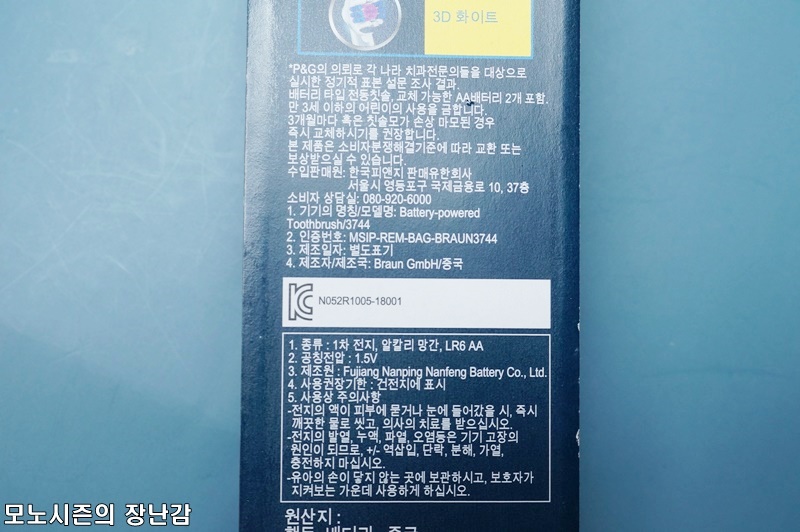 3D 화이트
*P&G의 의뢰로 각 나라 치과전문의들을 대상으로
실시한 정기적 표본 설문 조사 결과.
배터리 타입 전동칫솔, 교체 가능한 AA배터리 2개 포함.
만 3세 이하의 어린이의 사용을 금합니다.
3개월마다 혹은 칫솔모가 손상 마모된 경우
즉시 교체하시기를 권장합니다.
본 제품은 소비자분쟁해결기준에 따라 교환 또는
보상받으실 수 있습니다.
수입판매원: 한국피앤지 판매유한회사
서울시 영등포구 국제금융로 10, 37층
소비자 상담실: 080-920-6000
1. 기기의 명칭/모델명: Battery-powered
Toothbrush/3744
2. 인증번호: MSIP-REM-BAG-BRAUN3744
3. 제조일자: 별도표기
4. 제조자/제조국: Braun GmbH/중국
N052R1005-18001
1. 종류 : 1차 전지, 알칼리 망간, LR6 AA
2. 공칭전압 : 1.5V
3. 제조원 : Fujiang Nanping Nanfeng Battery Co., Ltd.
4. 사용권장기한 : 건전지에 표시
5. 사용상 주의사항
-전지의 액이 피부에 묻거나 눈에 들어갔을 시, 즉시
깨끗한 물로 씻고, 의사의 치료를 받으십시오.
-전지의 발열, 누액, 파열, 오염등은 기기 고장의
원인이 되므로, +/- 역삽입, 단락, 분해, 가열,
충전하지 마십시오.
-유아의 손이 닿지 않는 곳에 보관하시고, 보호자가
지켜보는 가운데 사용하게 하십시오.
원산지 :
모노시즌의 장난감